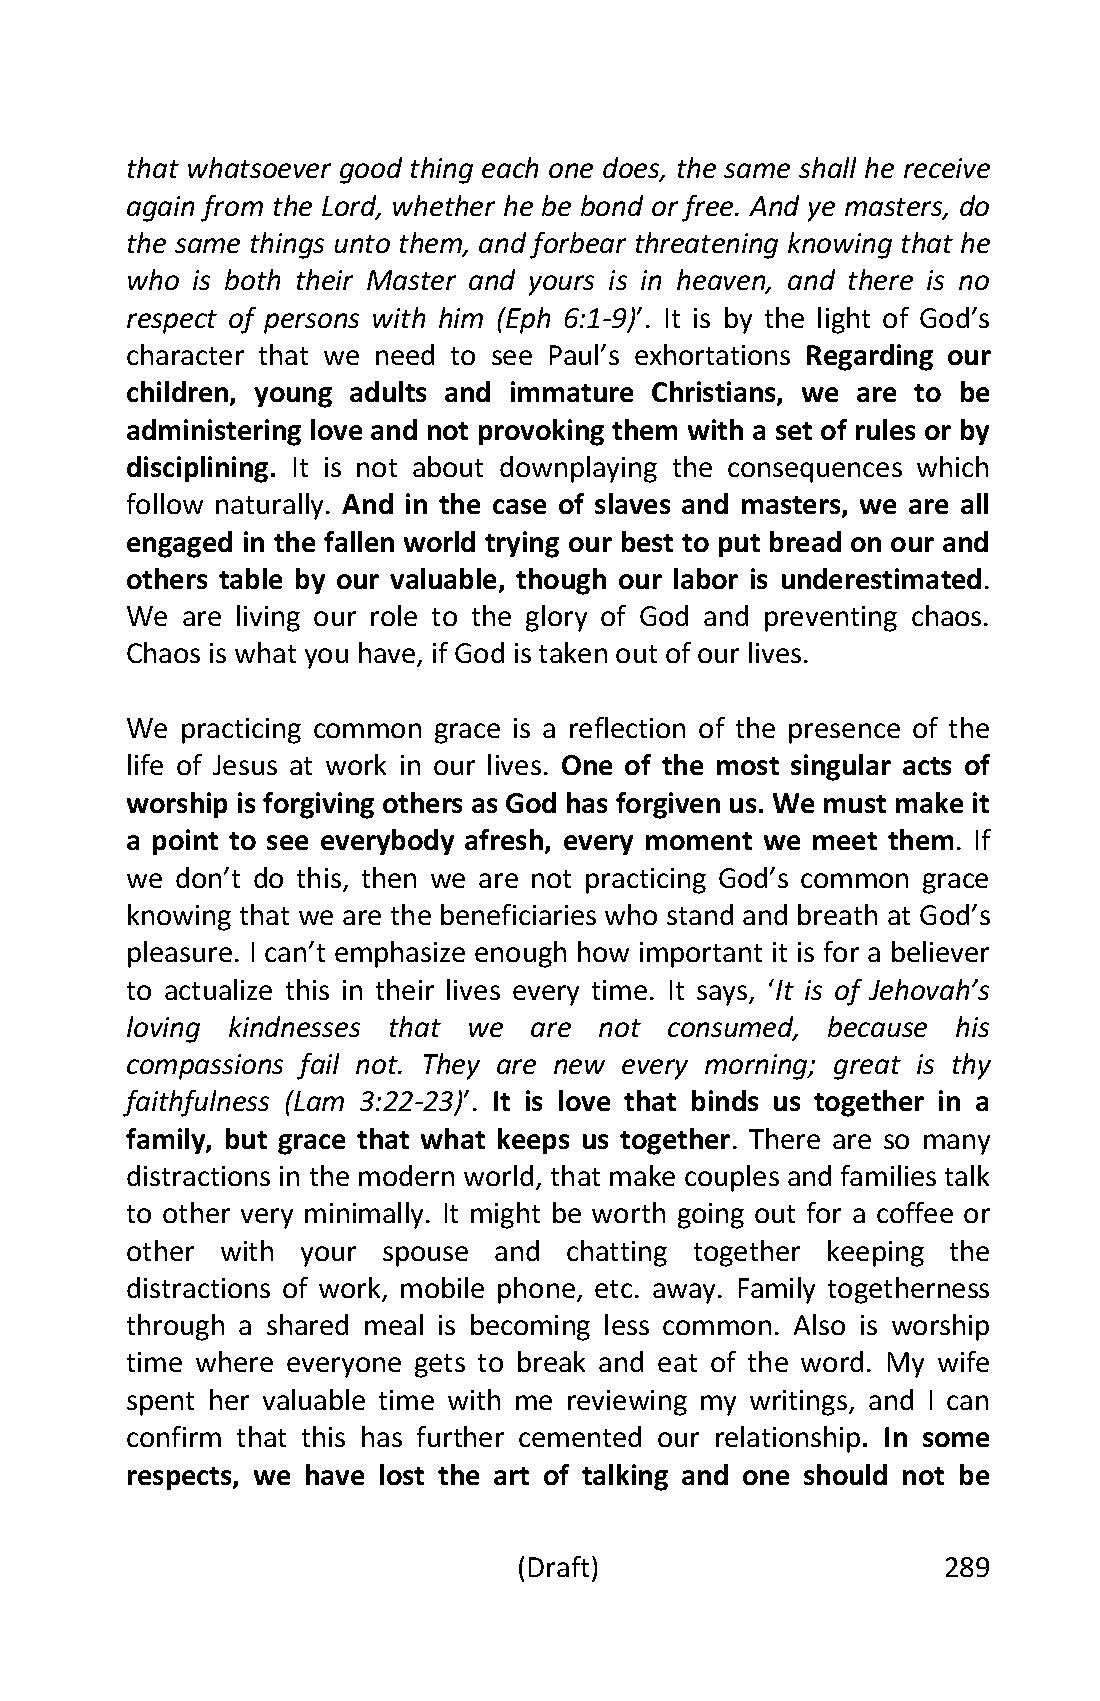 that whatsoever good thing each one does, the same shall he receive
again from the Lord, whether he be bond or free. And ye masters, do
the same things unto them, and forbear threatening knowing that he
who is both their Master and yours is in heaven, and there is no
respect of persons with him (Eph 6:1-9)’. It is by the light of God’s
character that we need to see Paul’s exhortations Regarding our
children, young adults and immature Christians, we are to be
administering love and not provoking them with a set of rules or by
disciplining. It is not about downplaying the consequences which
follow naturally. And in the case of slaves and masters, we are all
engaged in the fallen world trying our best to put bread on our and
others table by our valuable, though our labor is underestimated.
We are living our role to the glory of God and preventing chaos.
Chaos is what you have, if God is taken out of our lives.
We practicing common grace is a reflection of the presence of the
life of Jesus at work in our lives. One of the most singular acts of
worship is forgiving others as God has forgiven us. We must make it
a point to see everybody afresh, every moment we meet them. If
we don’t do this, then we are not practicing God’s common grace
knowing that we are the beneficiaries who stand and breath at God’s
pleasure. I can’t emphasize enough how important it is for a believer
to actualize this in their lives every time. It says, ‘It is of Jehovah’s
loving kindnesses that we are not consumed, because his
compassions fail not. They are new every morning; great is thy
faithfulness (Lam 3:22-23)’. It is love that binds us together in a
family, but grace that what keeps us together. There are so many
distractions in the modern world, that make couples and families talk
to other very minimally. It might be worth going out for a coffee or
other with your spouse and chatting together keeping the
distractions of work, mobile phone, etc. away. Family togetherness
through a shared meal is becoming less common. Also is worship
time where everyone gets to break and eat of the word. My wife
spent her valuable time with me reviewing my writings, and I can
confirm that this has further cemented our relationship. In some
respects, we have lost the art of talking and one should not be
(Draft) 289